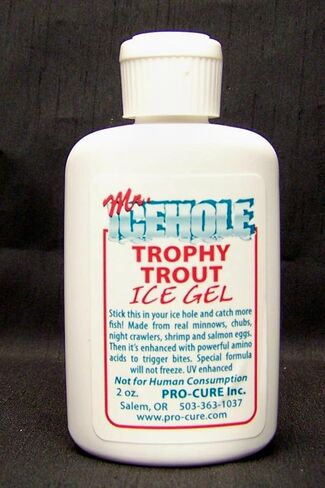 Mr.
ICEHOLE
TROPHY
TROUT
ICE GEL
Stick this in your ice hole and catch more
fish! Made from real minnows, chubs,
night crawlers, shrimp and salmon eggs.
Then it's enhanced with powerful amino
acids to trigger bites. Special formula
will not freeze. UV enhanced
Not for Human Consumption
2 oz. PRO-CURE Inc.
Salem, OR 503-363-1037
www.pro-cure.com